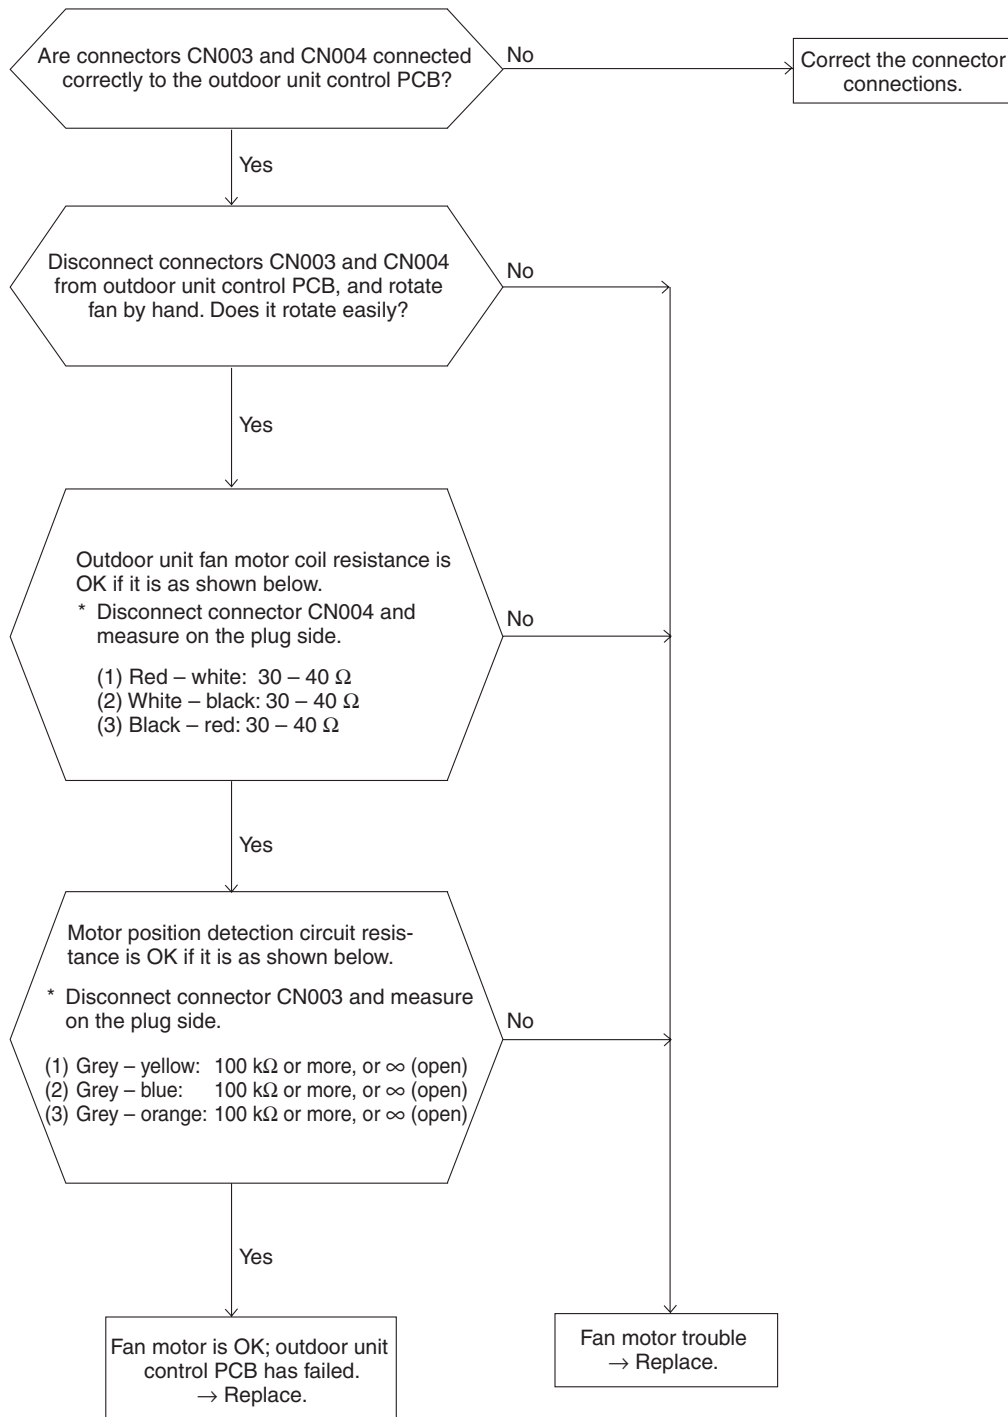 Are connectors CN003 and CN004 connected
correctly to the outdoor unit control PCB?
No
Correct the connector
connections.
Yes
Disconnect connectors CN003 and CN004
from outdoor unit control PCB, and rotate
fan by hand. Does it rotate easily?
No
Yes
Outdoor unit fan motor coil resistance is
OK if it is as shown below.
* Disconnect connector CN004 and
measure on the plug side.
(1) Red – white: 30 – 40 Ω
(2) White – black: 30 – 40 Ω
(3) Black – red: 30 – 40 Ω
No
Yes
Motor position detection circuit resis-
tance is OK if it is as shown below.
* Disconnect connector CN003 and measure
on the plug side.
(1) Grey – yellow: 100 kΩ or more, or ∞ (open)
(2) Grey – blue: 100 kΩ or more, or ∞ (open)
(3) Grey – orange: 100 kΩ or more, or ∞ (open)
No
Yes
Fan motor is OK; outdoor unit
control PCB has failed.
→ Replace.
Fan motor trouble
→ Replace.